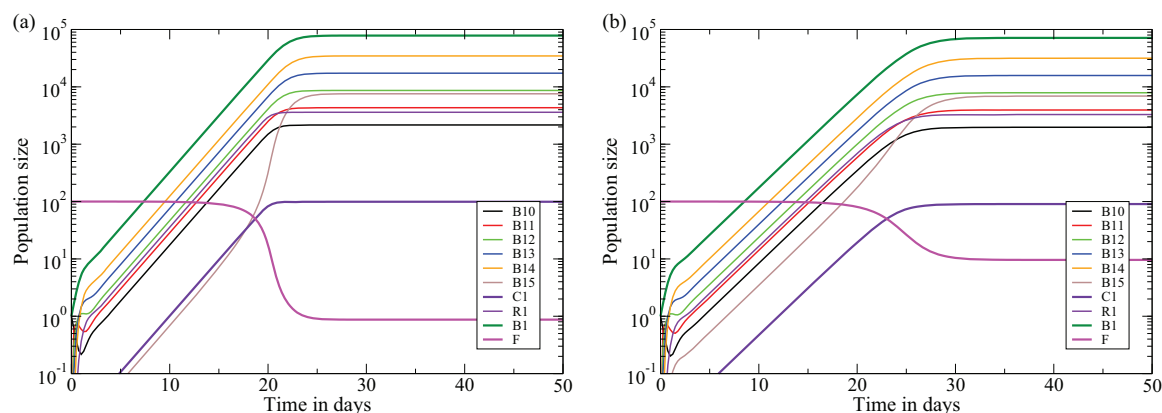 (a)
10^5
10^4
10^3
10^2
10^1
10^0
10^-1
Population size
0 10 20 30 40 50
Time in days
B10
B11
B12
B13
B14
B15
C1
R1
B1
F
(b)
10^5
10^4
10^3
10^2
10^1
10^0
10^-1
Population size
0 10 20 30 40 50
Time in days
B10
B11
B12
B13
B14
B15
C1
R1
B1
F